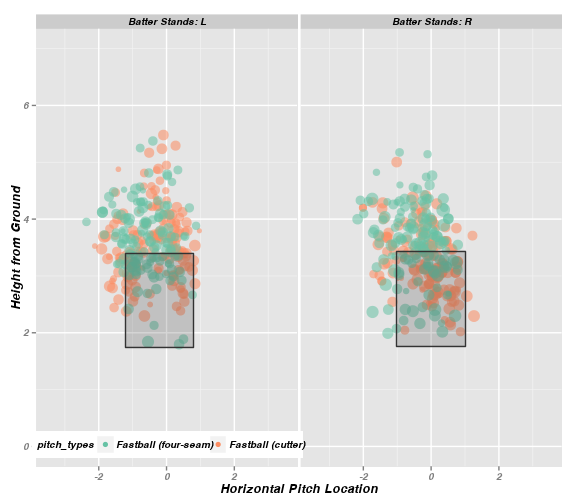 Batter Stands: L
Batter Stands: R
6
4
2
0
Height from Ground
pitch_types
Fastball (four-seam)
Fastball (cutter)
-2 0 2
-2 0 2
Horizontal Pitch Location